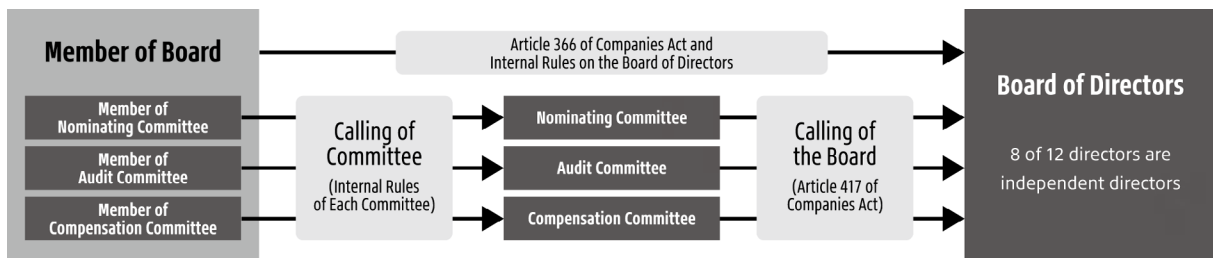 Member of Board
Article 366 of Companies Act and
Internal Rules on the Board of Directors
Member of
Nominating Committee
Member of
Audit Committee
Member of
Compensation Committee
Calling of
Committee
(Internal Rules
of Each Committee)
Nominating Committee
Audit Committee
Compensation Committee
Calling of
the Board
(Article 417 of
Companies Act)
Board of Directors
8 of 12 directors are
independent directors